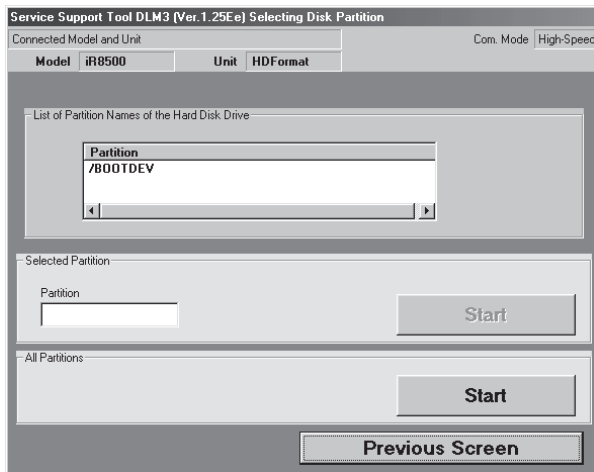 Service Support Tool DLM3 (Ver.1.25Ee) Selecting Disk Partition
Connected Model and Unit
Com. Mode High-Speed
Model iR8500 Unit HDFormat
List of Partition Names of the Hard Disk Drive
Partition
/BOOTDEV
Selected Partition
Partition
Start
All Partitions
Start
Previous Screen